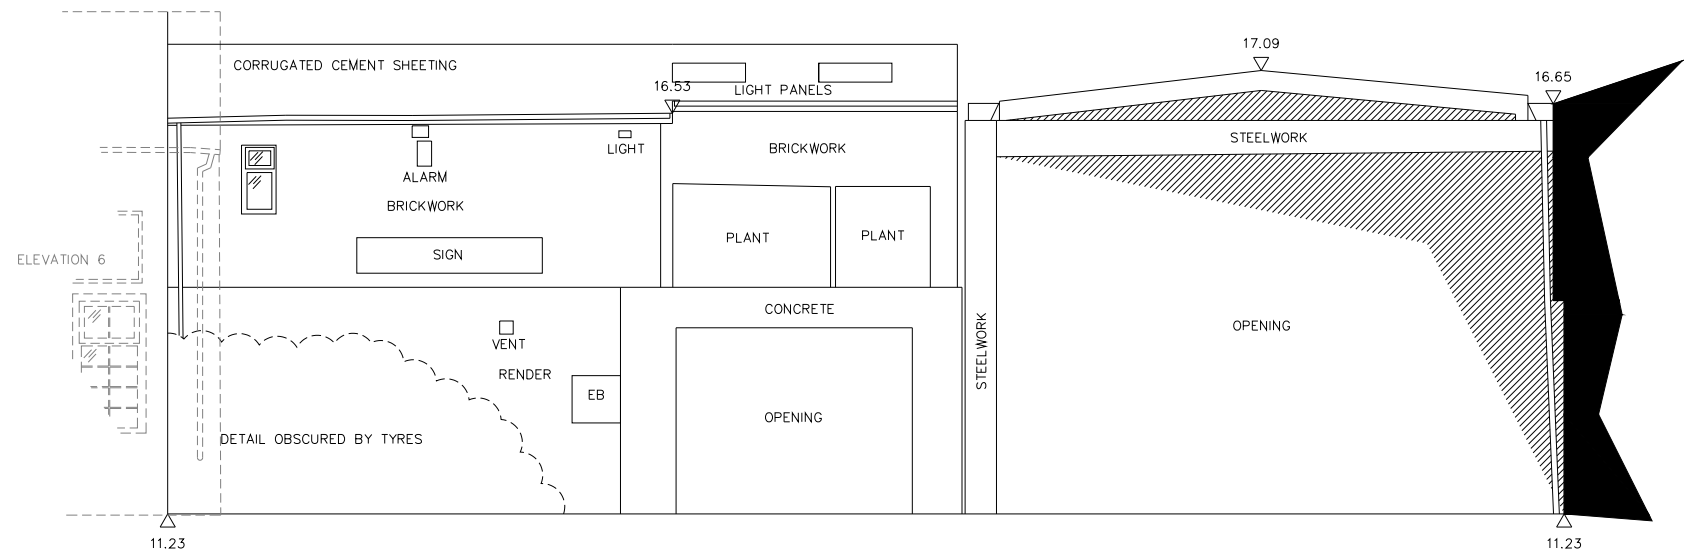 17.09
CORRUGATED CEMENT SHEETING
16.53
LIGHT PANELS
16.65
STEELWORK
LIGHT
BRICKWORK
ALARM
BRICKWORK
PLANT
PLANT
SIGN
ELEVATION 6
CONCRETE
OPENING
STEELWORK
VENT
RENDER
EB
OPENING
DETAIL OBSCURED BY TYRES
11.23
11.23